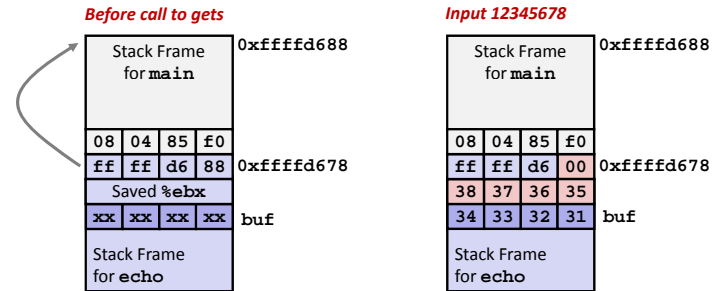 Before call to gets
Stack Frame
for main
0xffffd688
08 04 85 f0
ff ff d6 88 0xffffd678
Saved %ebx
xx xx xx xx buf
Stack Frame
for echo
Input 12345678
Stack Frame
for main
0xffffd688
08 04 85 f0
ff ff d6 00 0xffffd678
38 37 36 35
34 33 32 31 buf
Stack Frame
for echo